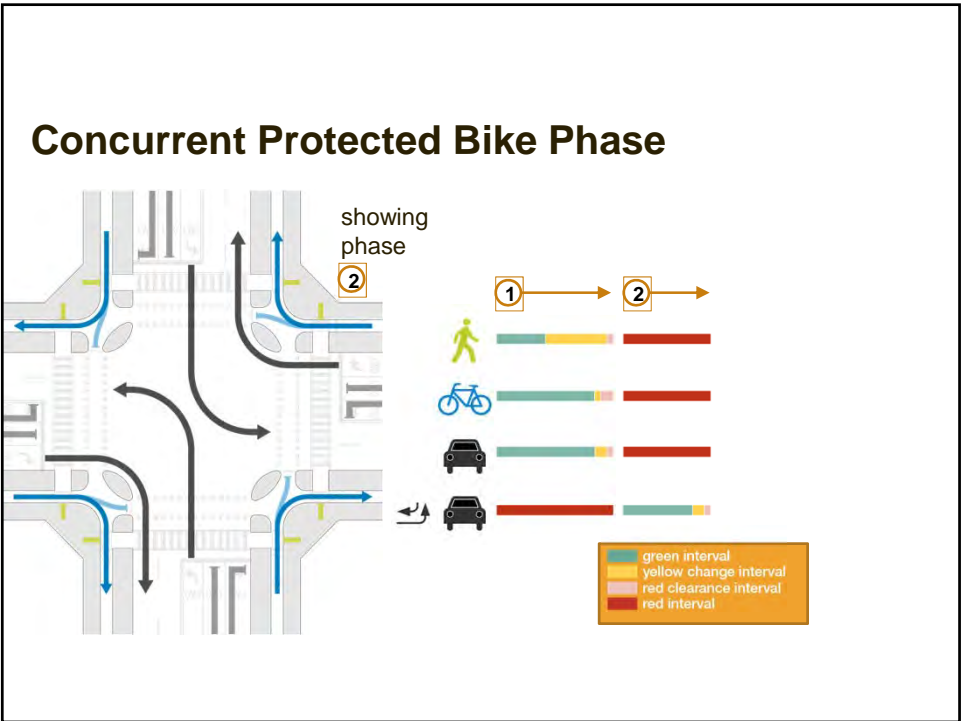 Concurrent Protected Bike Phase
showing
phase
2
1
2
green interval
yellow change interval
red clearance interval
red interval